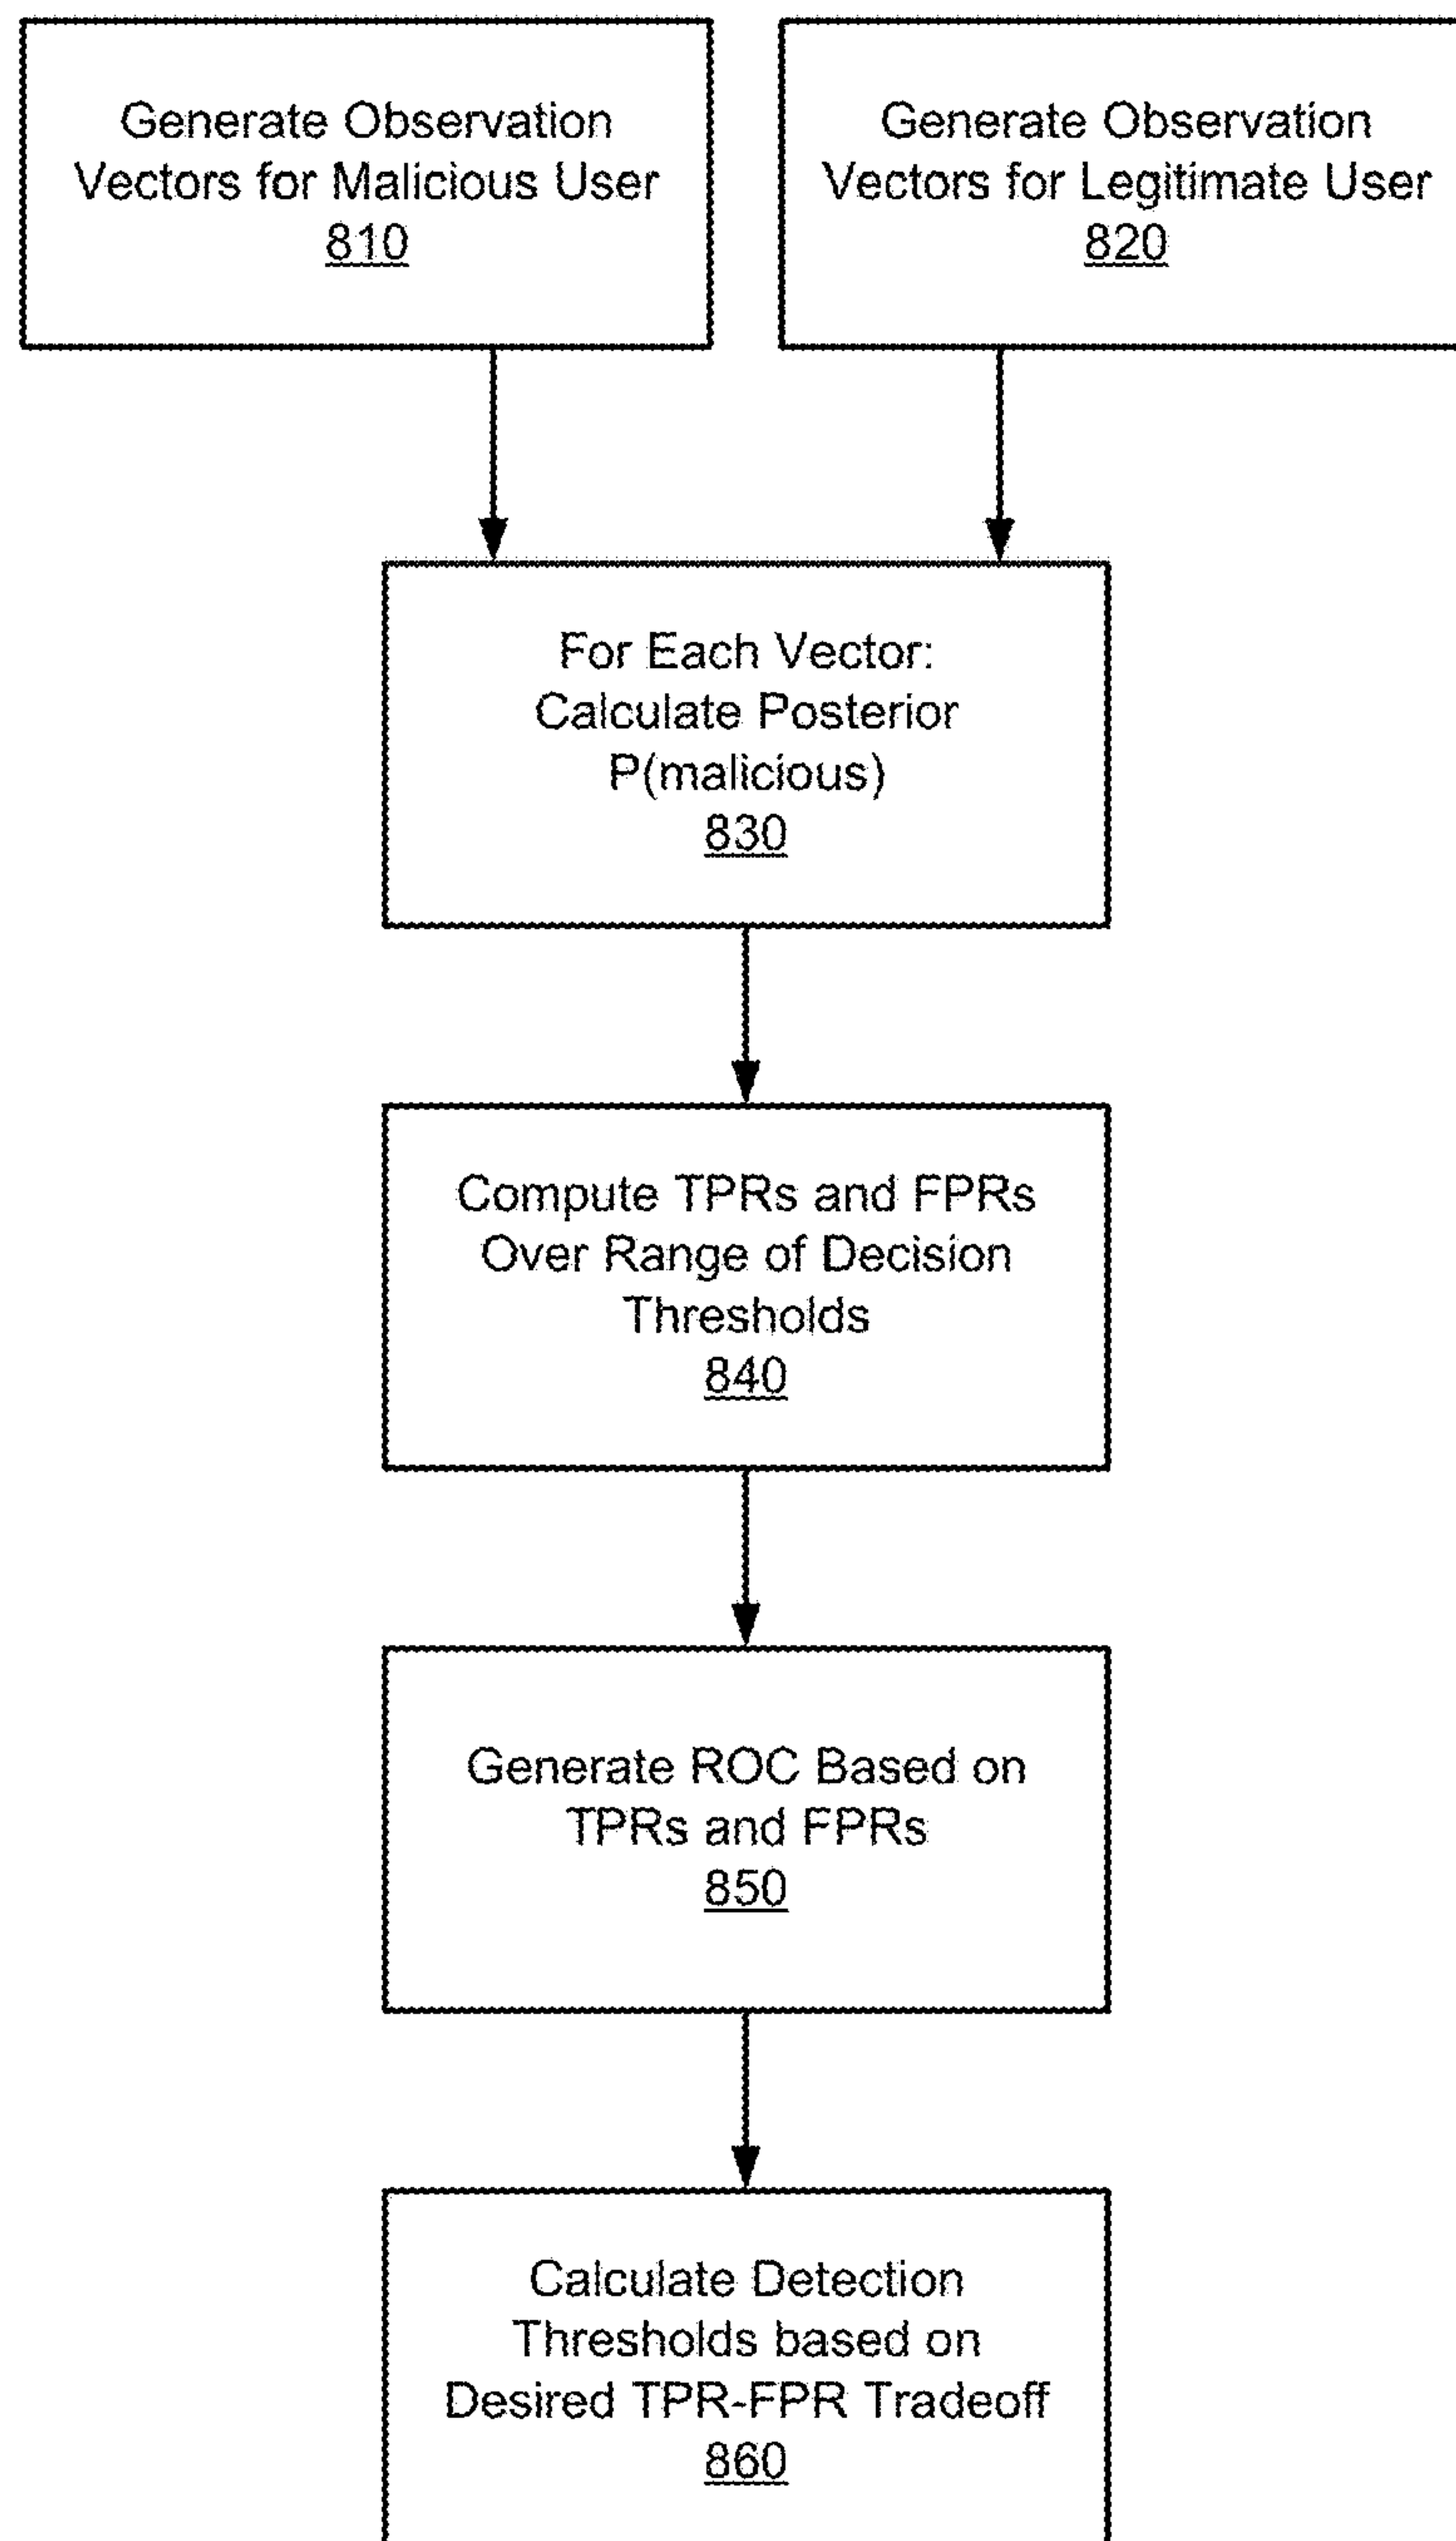 Generate Observation
Vectors for Malicious User
810
Generate Observation
Vectors for Legitimate User
820
For Each Vector:
Calculate Posterior
P(malicious)
830
Compute TPRs and FPRs
Over Range of Decision
Thresholds
840
Generate ROC Based on
TPRs and FPRs
850
Calculate Detection
Thresholds based on
Desired TPR-FPR Tradeoff
860